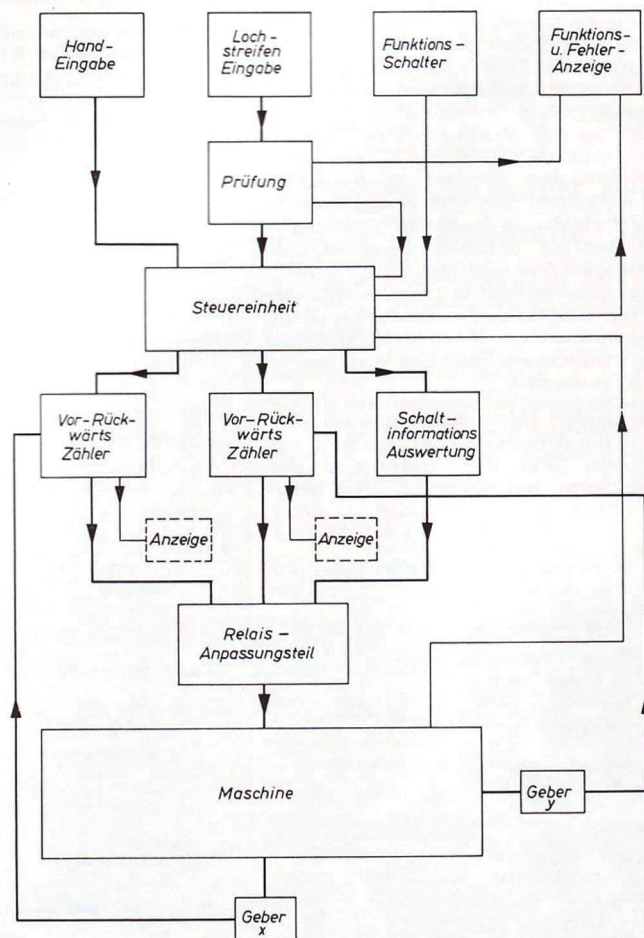 Hand-
Eingabe
Loch-
streifen
Eingabe
Funktions-
Schalter
Funktions-
u. Fehler-
Anzeige
Prüfung
Steuereinheit
Vor-Rück-
wärts
Zähler
Vor-Rück-
wärts
Zähler
Schalt-
informations
Auswertung
Anzeige
Anzeige
Relais-
Anpassungsteil
Maschine
Geber
y
Geber
x